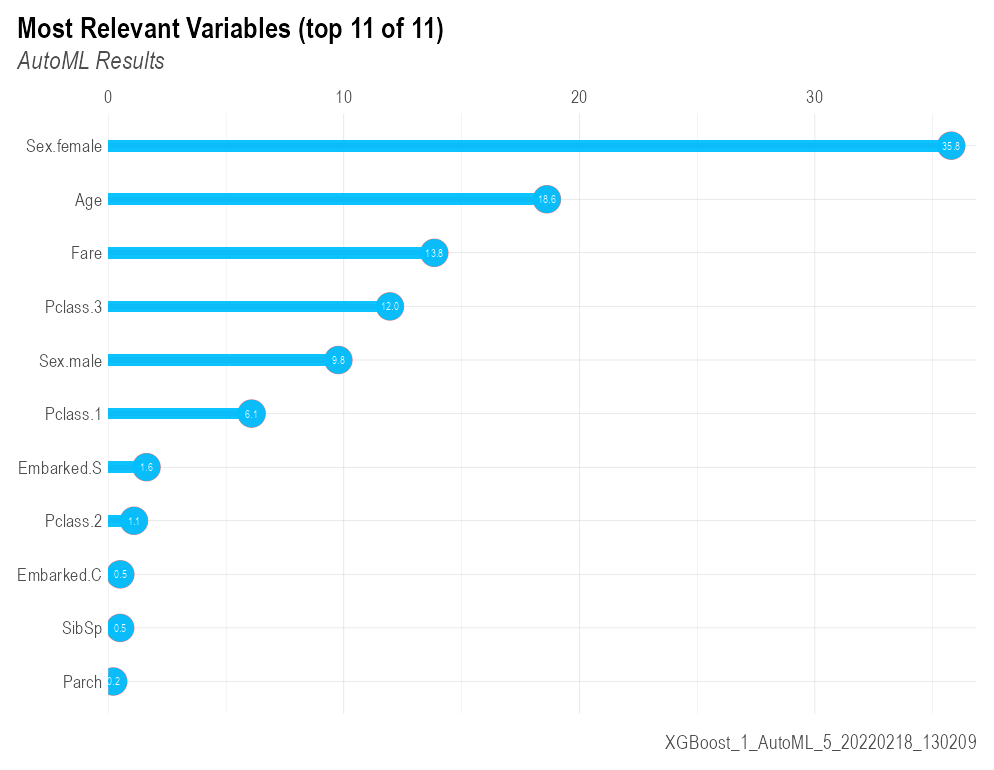 Most Relevant Variables (top 11 of 11)
AutoML Results
0 10 20 30
Sex.female 35.8
Age 18.6
Fare 13.8
Pclass.3 12.0
Sex.male 9.8
Pclass.1 6.1
Embarked.S 1.6
Pclass.2 1.1
Embarked.C 0.5
SibSp 0.5
Parch 0.2
XGBoost_1_AutoML_5_20220218_130209